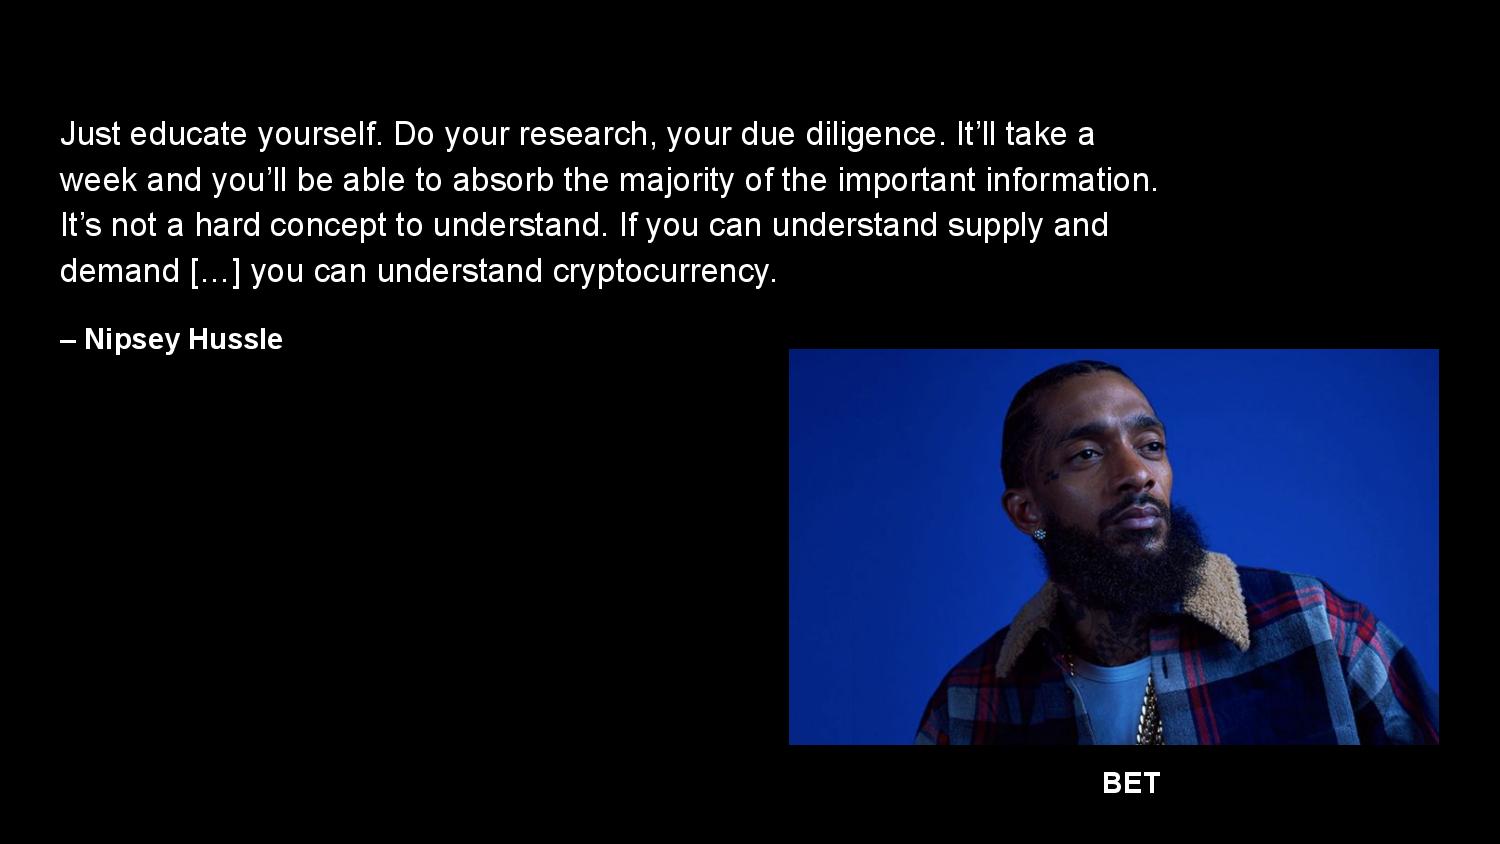 Just educate yourself. Do your research, your due diligence. It’ll take a
week and you’ll be able to absorb the majority of the important information.
It’s not a hard concept to understand. If you can understand supply and
demand […] you can understand cryptocurrency.
– Nipsey Hussle
BET